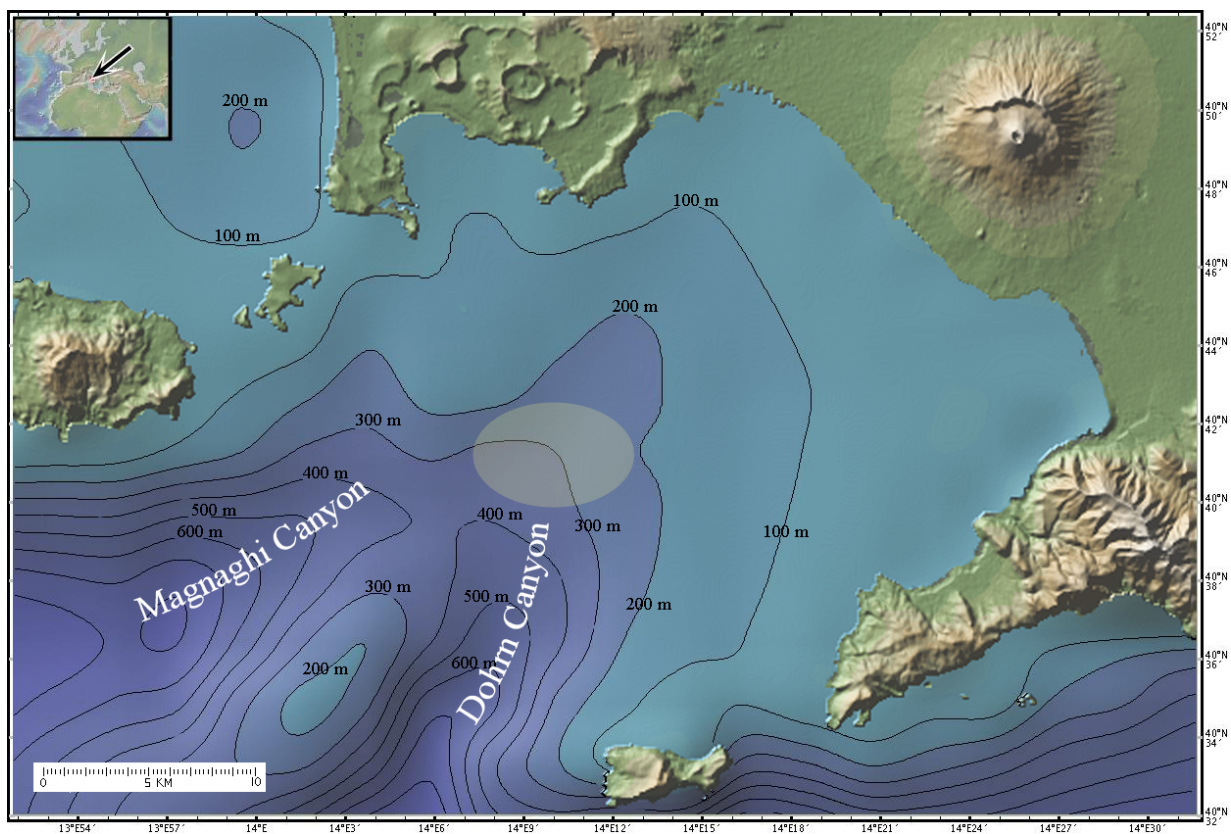 40°N
52´
200 m
40°N
50´
100 m
40°N
48´
100 m
40°N
46´
200 m
40°N
44´
300 m
40°N
42´
400 m
500 m
600 m
Magnaghi Canyon
400 m
300 m
100 m
40°N
40´
Dohrn Canyon
40°N
38´
300 m
500 m
200 m
200 m
600 m
40°N
36´
40°N
34´
0 5 KM 10
40°N
32´
13°E54´ 13°E57´ 14°E 14°E3´ 14°E6´ 14°E9´ 14°E12´ 14°E15´ 14°E18´ 14°E21´ 14°E24´ 14°E27´ 14°E30´